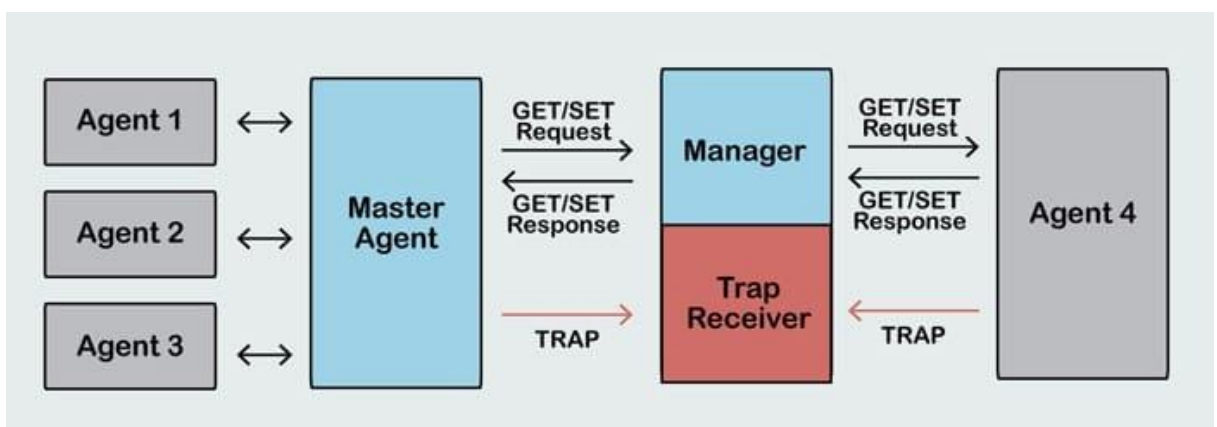 Agent 1
Agent 2
Agent 3
Master
Agent
GET/SET
Request
GET/SET
Response
TRAP
Manager
Trap
Receiver
GET/SET
Request
GET/SET
Response
TRAP
Agent 4